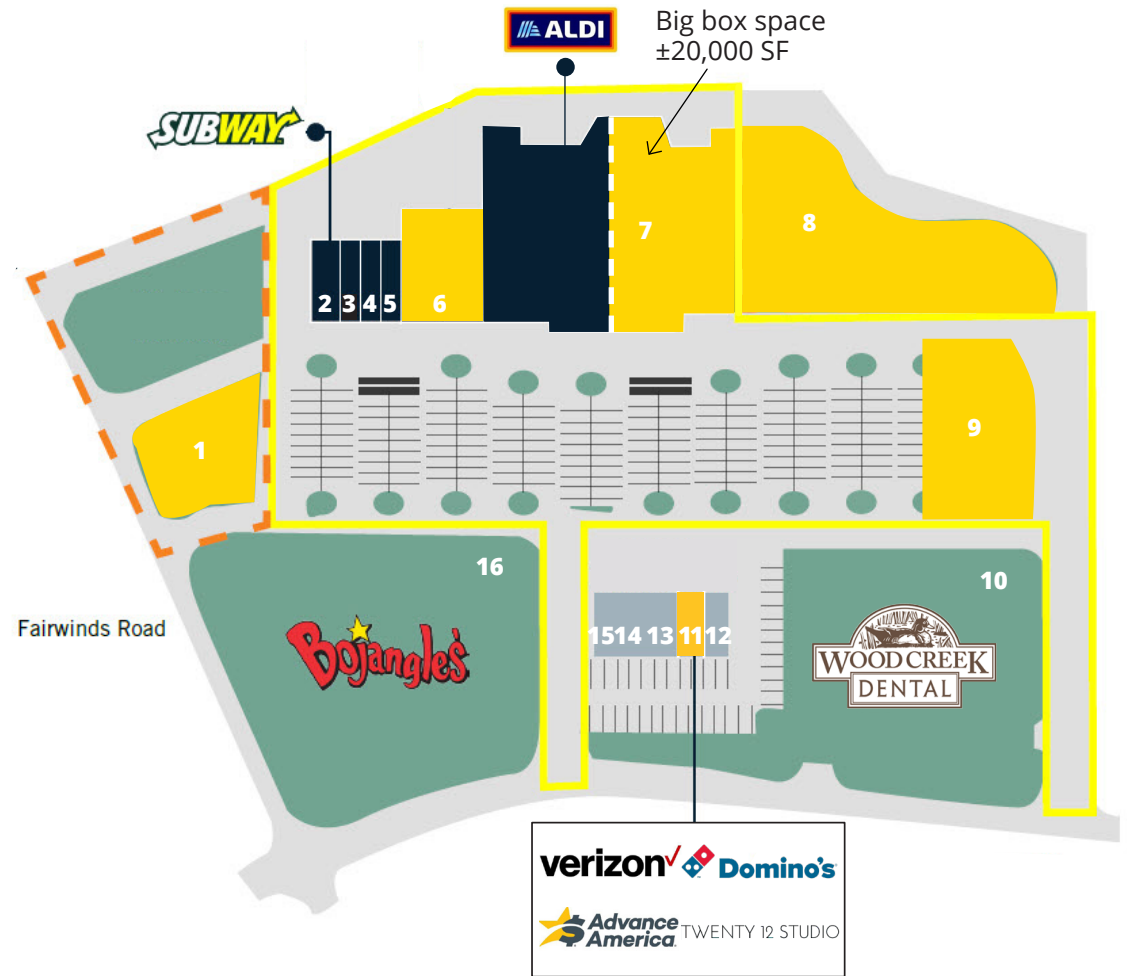 ALDI
Big box space
±20,000 SF
SUBWAY
7
8
2
3
4
5
6
1
9
16
10
Fairwinds Road
Bojangles
15
14
13
11
12
WOOD CREEK
DENTAL
verizon
Domino's
Advance
America
TWENTY 12 STUDIO